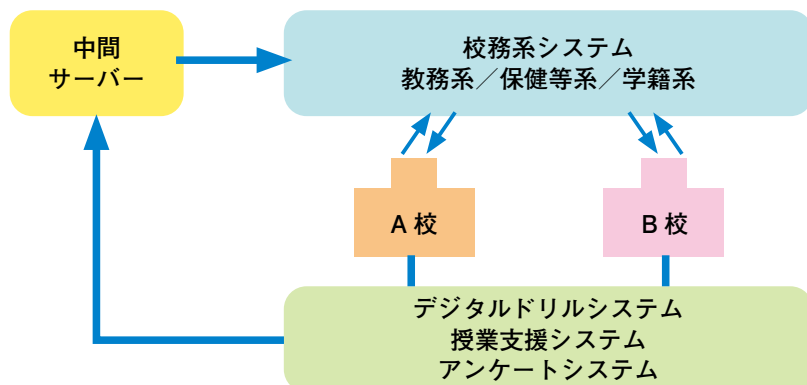 中間
サーバー
校務系システム
教務系／保健等系／学籍系
A 校
B 校
デジタルドリルシステム
授業支援システム
アンケートシステム